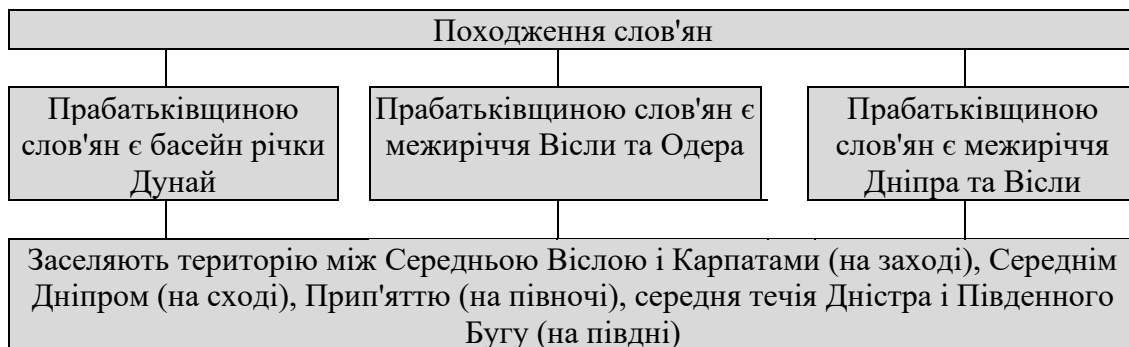 Походження слов'ян
Прабатьківщиною
слов'ян є басейн річки
Дунай
Прабатьківщиною слов'ян є
межиріччя Вісли та Одера
Прабатьківщиною
слов'ян є межиріччя
Дніпра та Вісли
Заселяють територію між Середньою Віслою і Карпатами (на заході), Середнім
Дніпром (на сході), Прип'яттю (на півночі), середня течія Дністра і Південного
Бугу (на півдні)